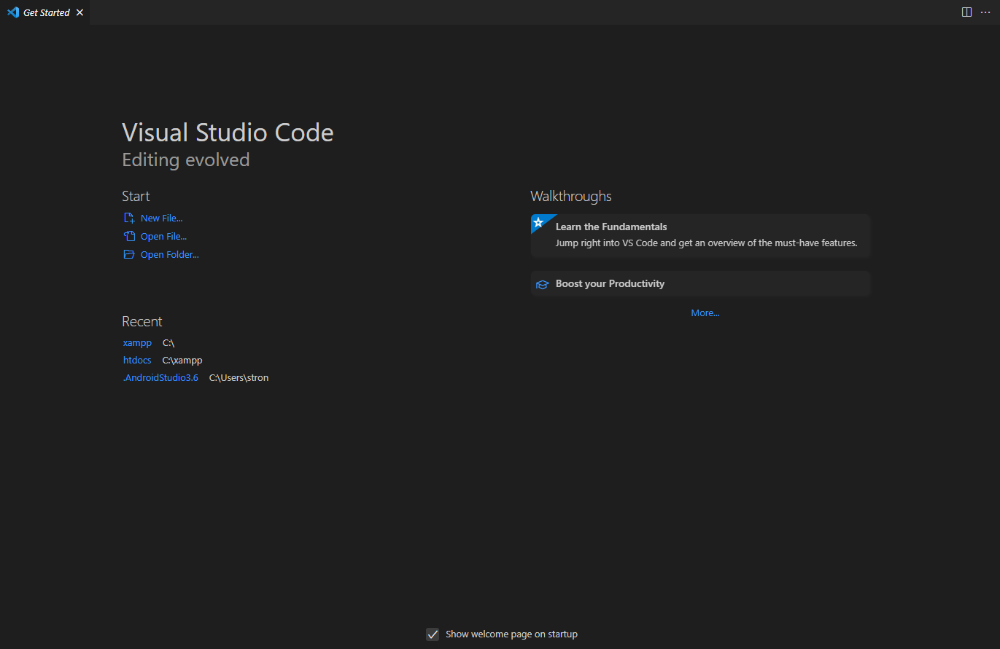 Get Started
Visual Studio Code
Editing evolved
Start
New File...
Open File...
Open Folder...
Recent
xampp C:\
htdocs C:\xampp
.AndroidStudio3.6 C:\Users\stron
Walkthroughs
Learn the Fundamentals
Jump right into VS Code and get an overview of the must-have features.
Boost your Productivity
More...
Show welcome page on startup